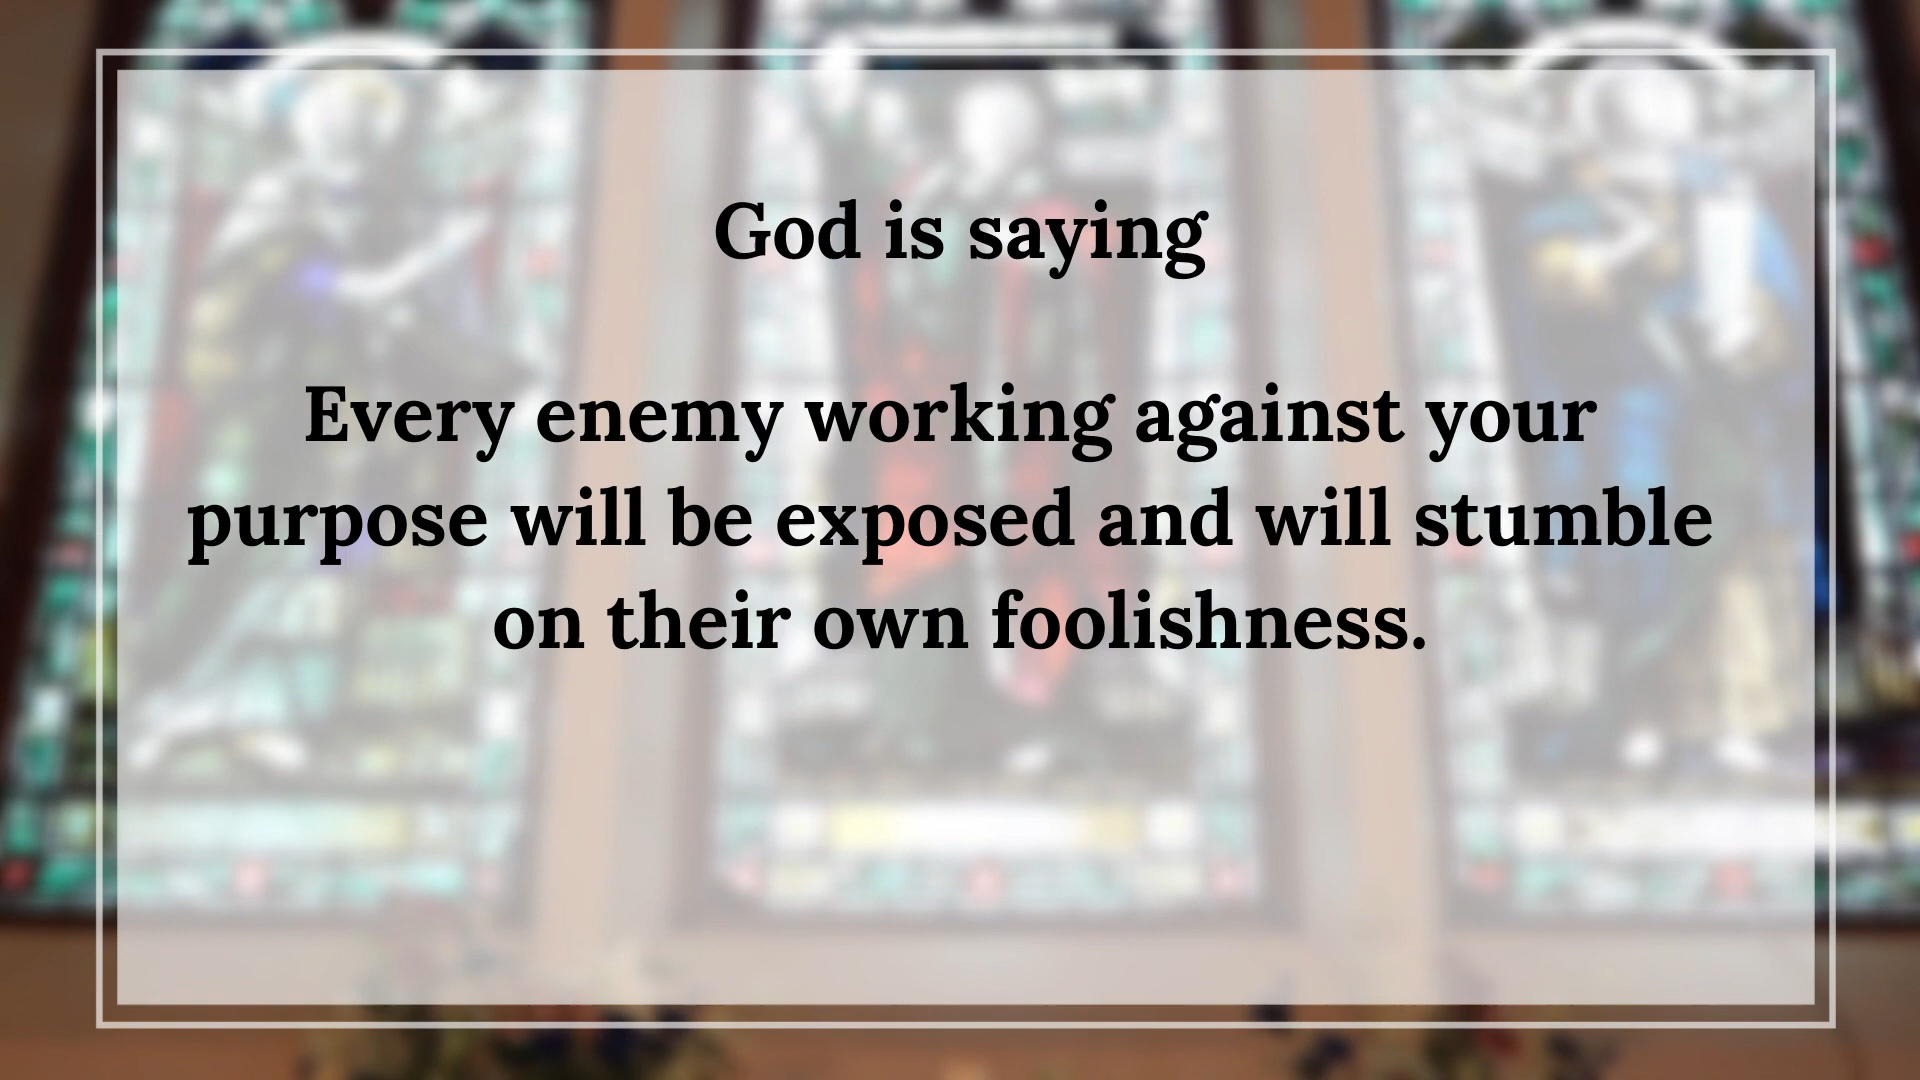 God is saying
Every enemy working against your
purpose will be exposed and will stumble
on their own foolishness.